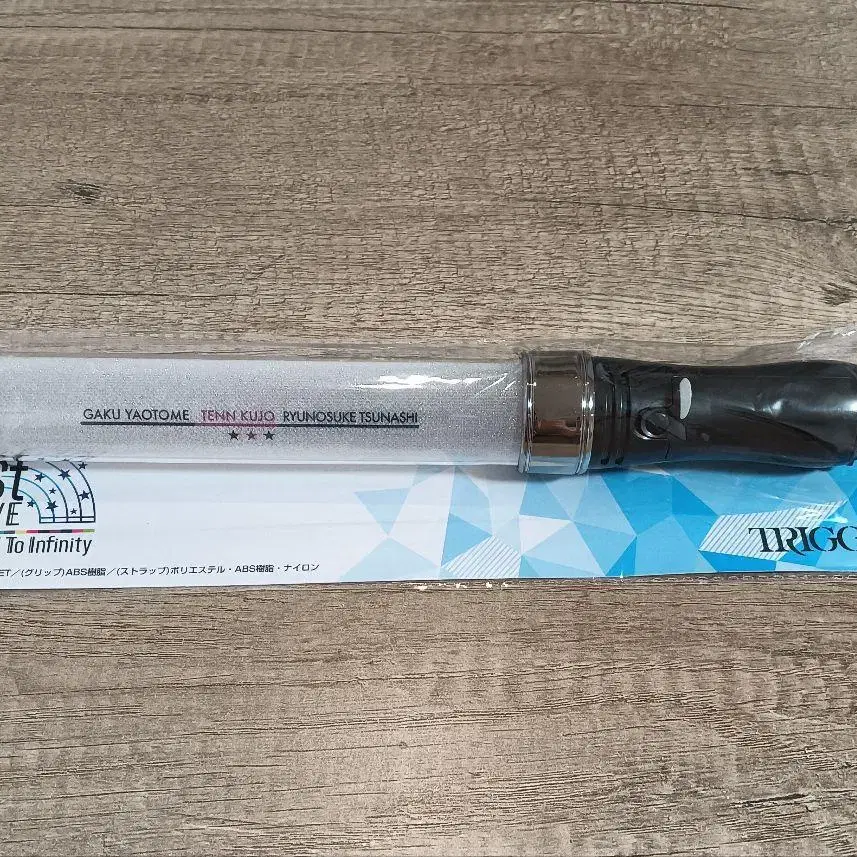 GAKU YAOTOME TENN KUJO RYUNOSUKE TSUNASHI
★★★
To Infinity
TRIGG
ET／(グリップ)ABS樹脂／(ストラップ)ポリエステル・ABS樹脂・ナイロン